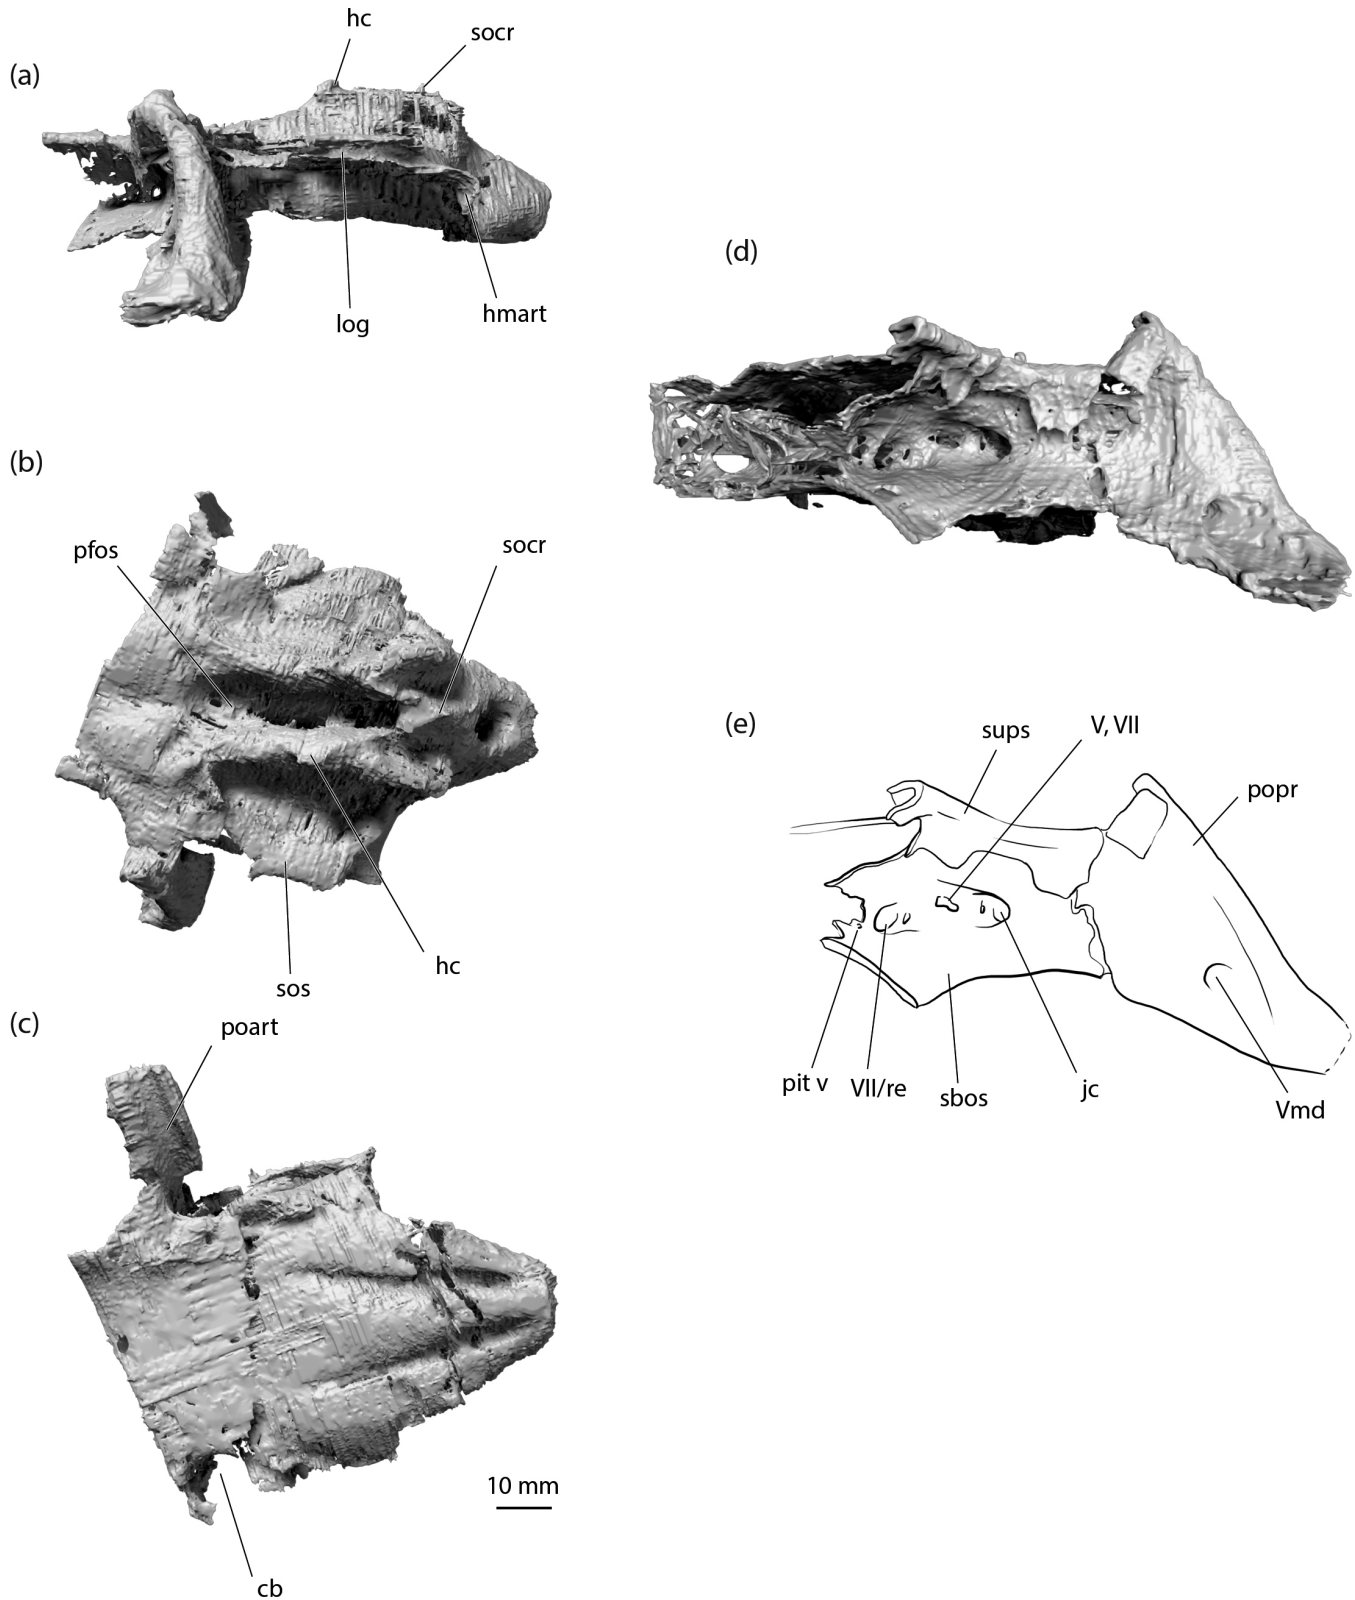 (a)
hc
socr
log
hmart
(b)
pfos
socr
sos
hc
(c)
poart
10 mm
cb
(d)
(e)
sups
V, VII
popr
pit v
VII/re
sbos
jc
Vmd